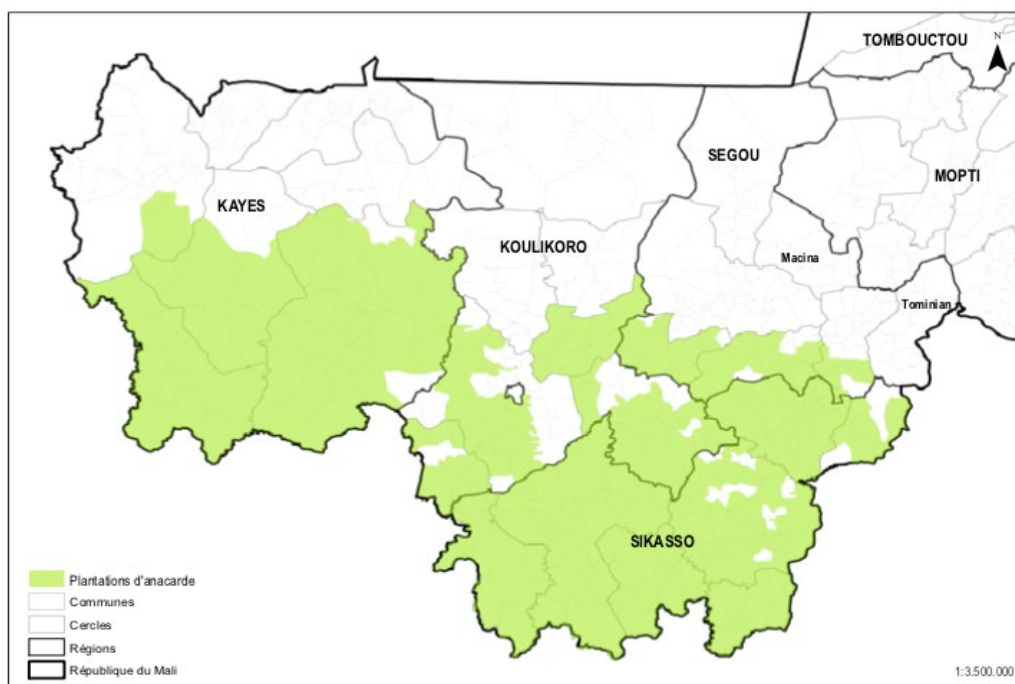 TOMBOUCTOU
N
SEGOU
MOPTI
KAYES
KOULIKORO
Macina
Tominian
SIKASSO
Plantations d'anacarde
Communes
Cercles
Régions
République du Mali
1:3.500.000